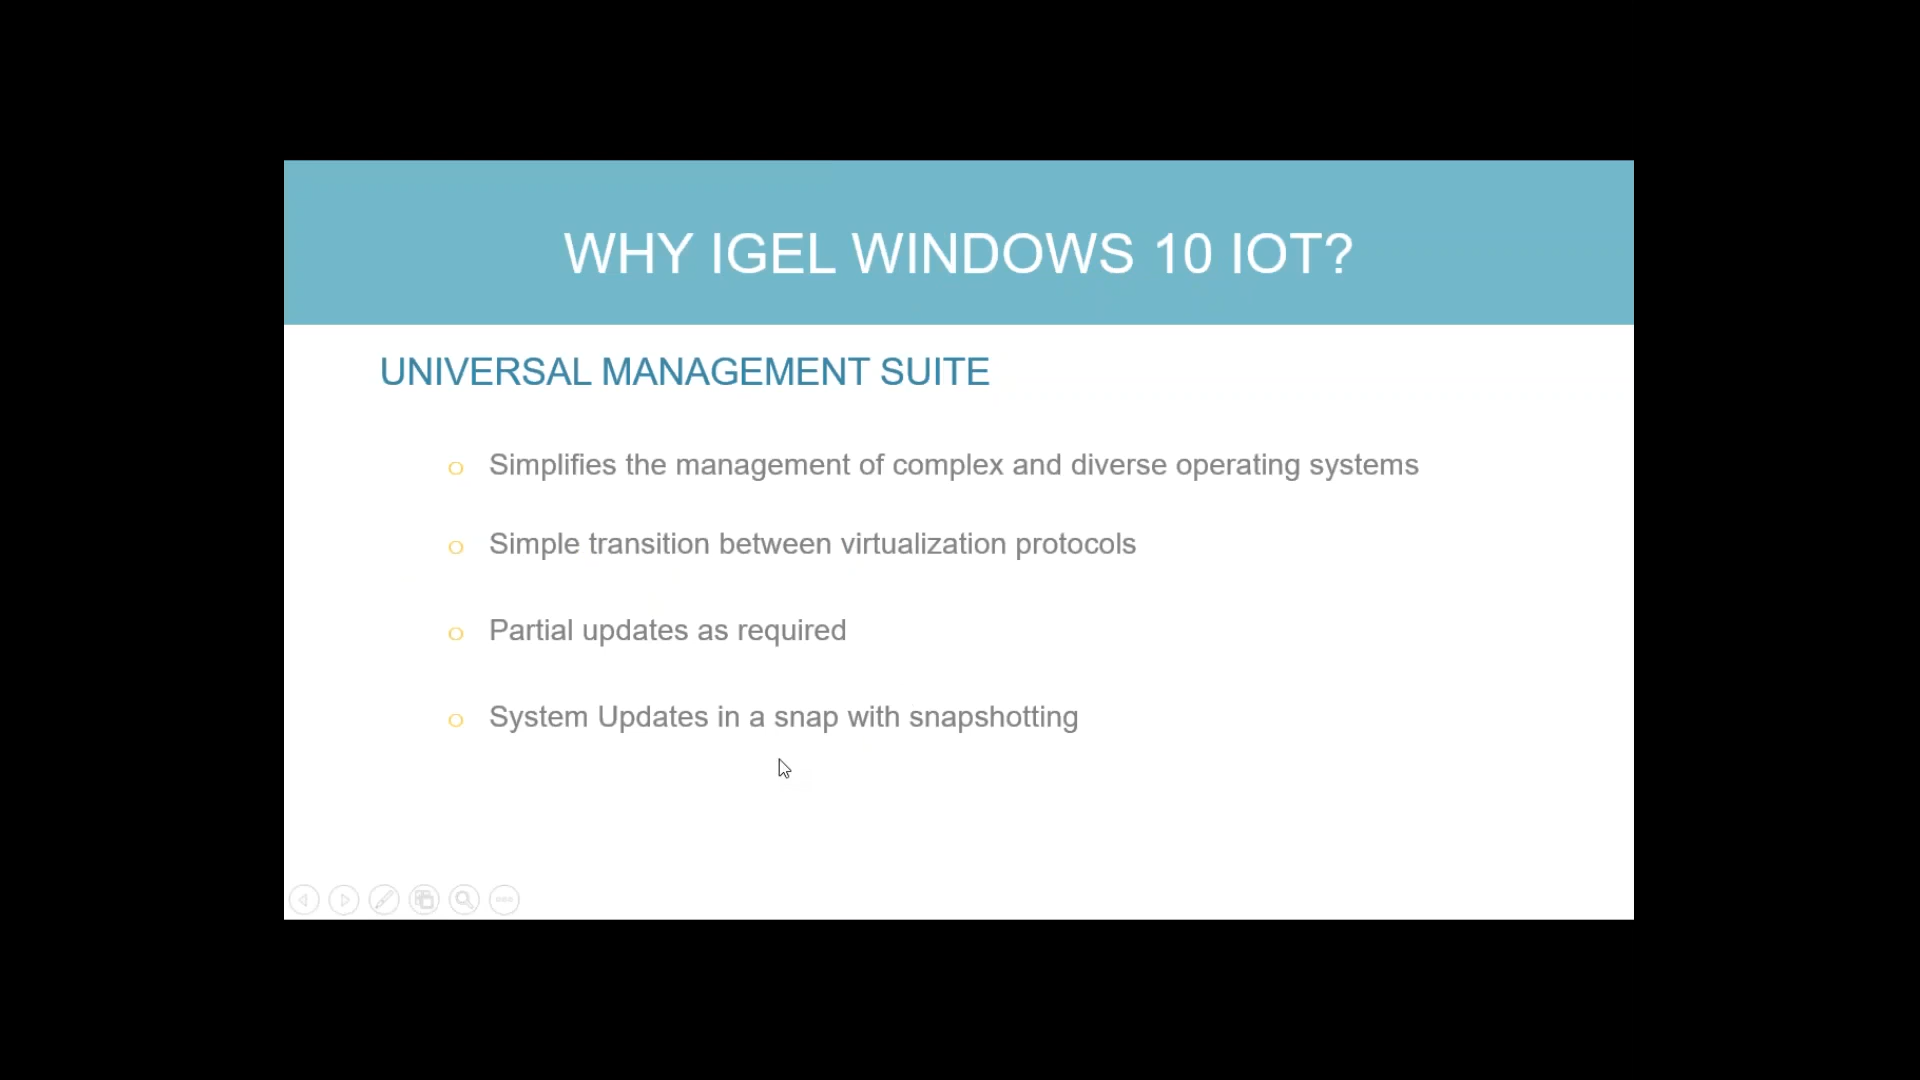 WHY IGEL WINDOWS 10 IOT?
UNIVERSAL MANAGEMENT SUITE
o Simplifies the management of complex and diverse operating systems
o Simple transition between virtualization protocols
o Partial updates as required
o System Updates in a snap with snapshotting